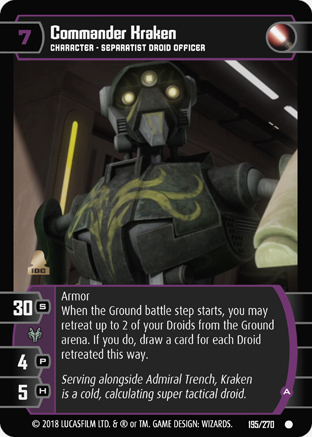 7
Commander Kraken
CHARACTER - SEPARATIST DROID OFFICER
IDC
30 S
4 P
5 H
Armor
When the Ground battle step starts, you may
retreat up to 2 of your Droids from the Ground
arena. If you do, draw a card for each Droid
retreated this way.
Serving alongside Admiral Trench, Kraken
is a cold, calculating super tactical droid.
A
© 2018 LUCASFILM LTD. & ® or TM. GAME DESIGN: WIZARDS.
195/270